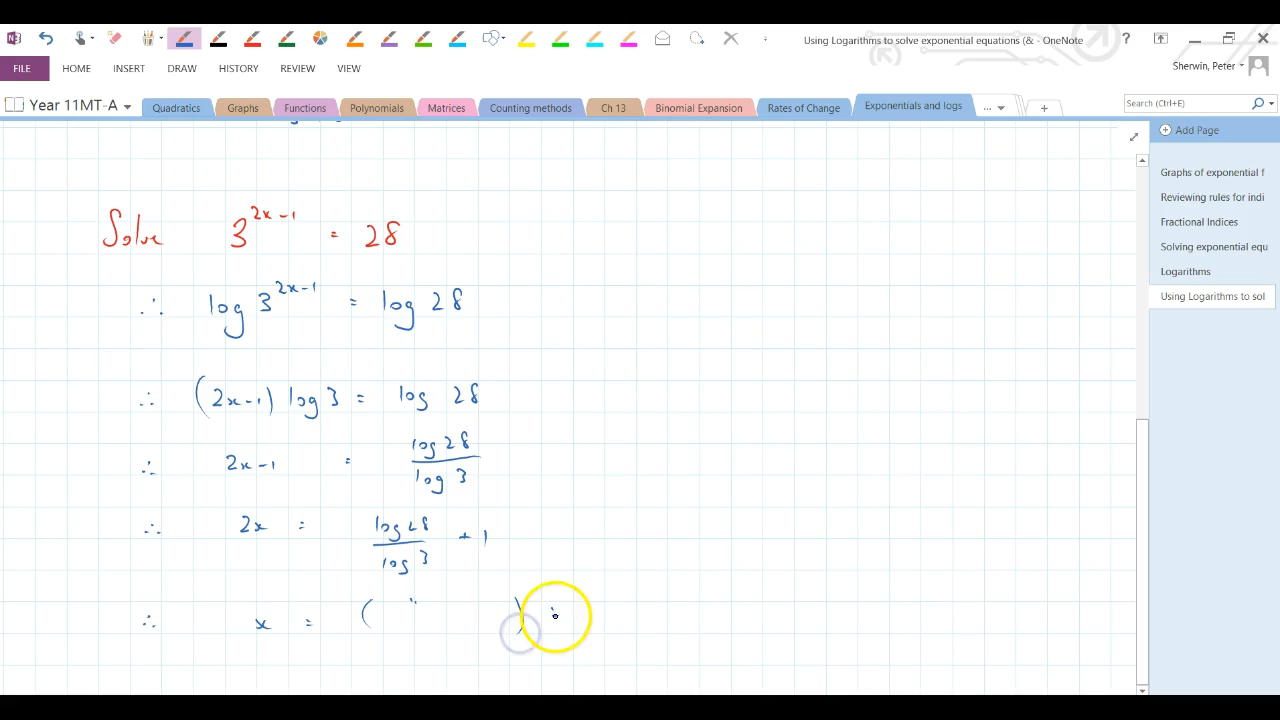 Using Logarithms to solve exponential equations (& - OneNote
Sherwin, Peter
FILE HOME INSERT DRAW HISTORY REVIEW VIEW
Year 11MT-A Quadratics Graphs Functions Polynomials Matrices Counting methods Ch 13 Binomial Expansion Rates of Change Exponentials and logs ... Search (Ctrl+E)
Add Page
Graphs of exponential f
Reviewing rules for indi
Fractional Indices
Solving exponential equ
Logarithms
Using Logarithms to sol
Solve 3^{2x-1} = 28
∴ log 3^{2x-1} = log 28
∴ (2x-1) log 3 = log 28
∴ 2x-1 = log 28 / log 3
∴ 2x = log 28 / log 3 + 1
∴ x = ( " )